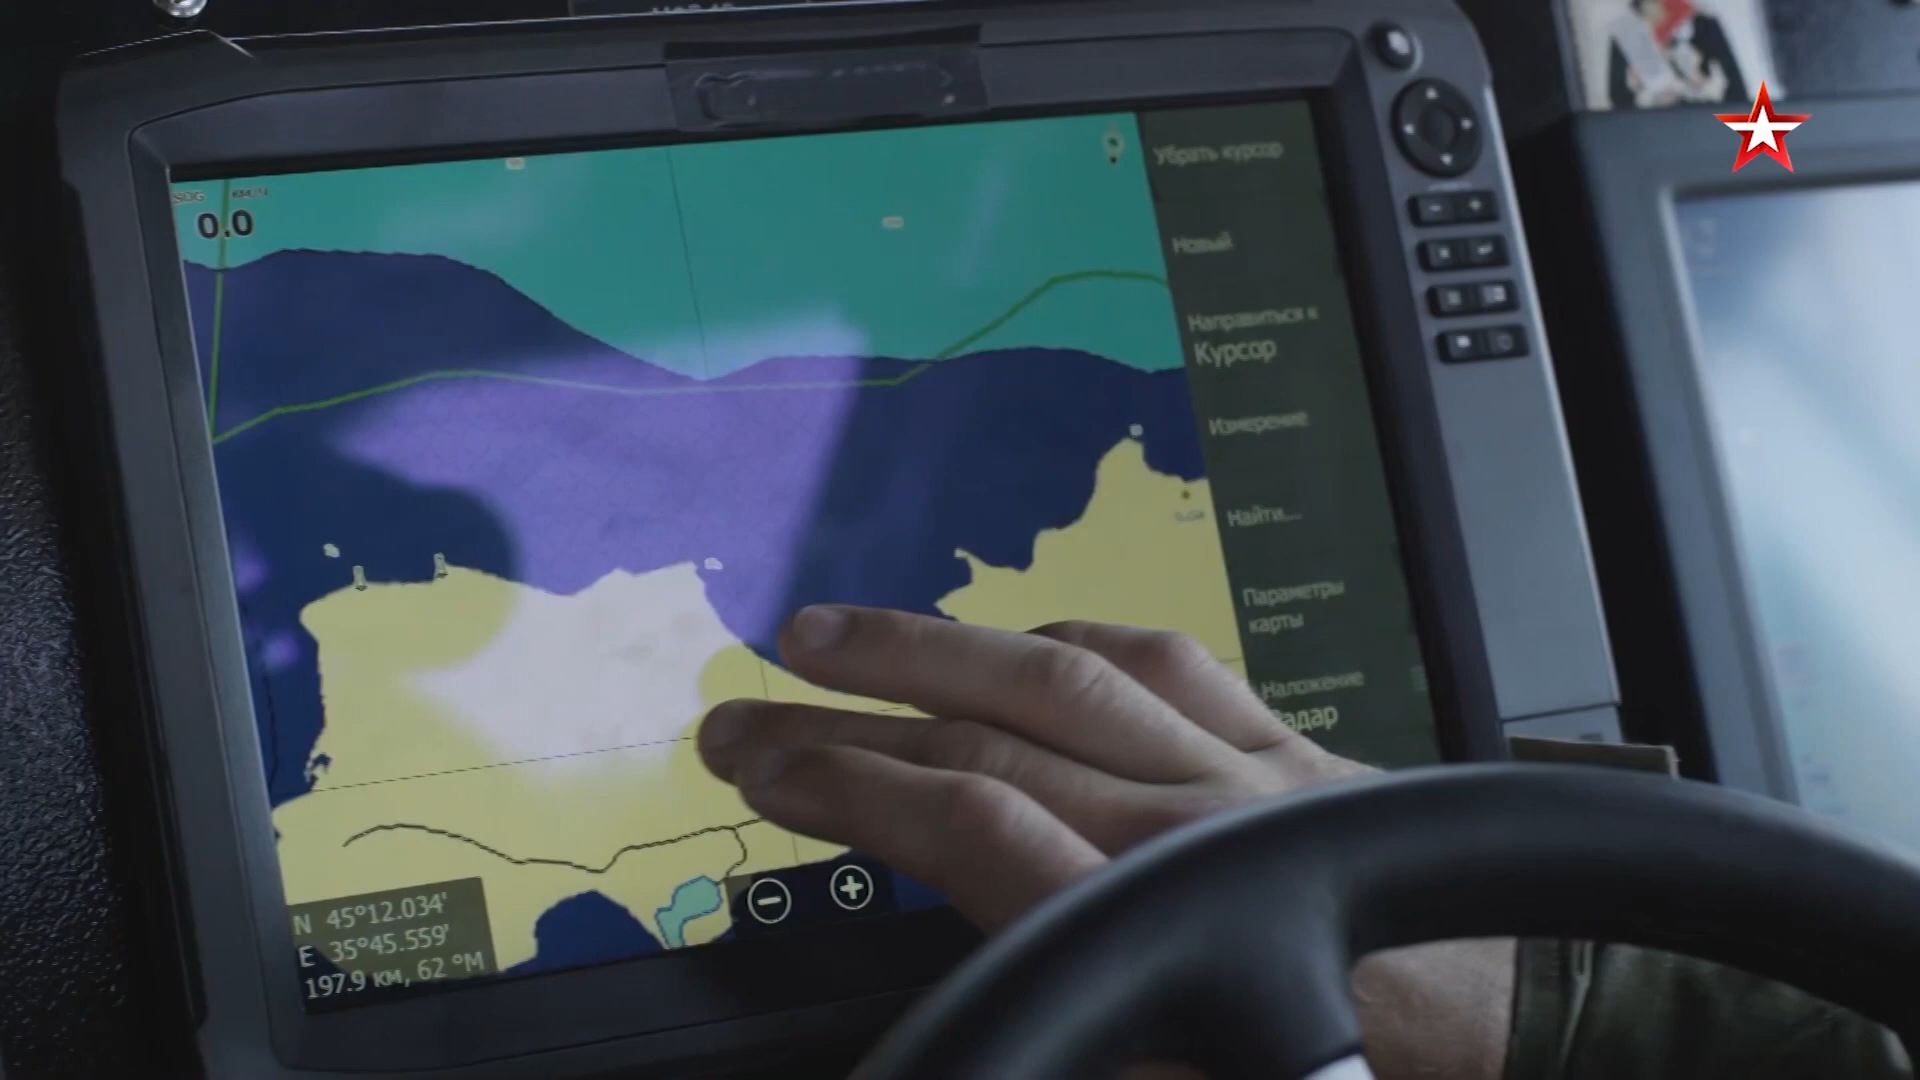 SOG
0.0
Убрать курсор
Новый
Направиться к
Курсор
Измерение
Найти...
Параметры
карты
Наложение
Радар
N 45°12.034'
E 35°45.559'
197.9 км, 62 °M